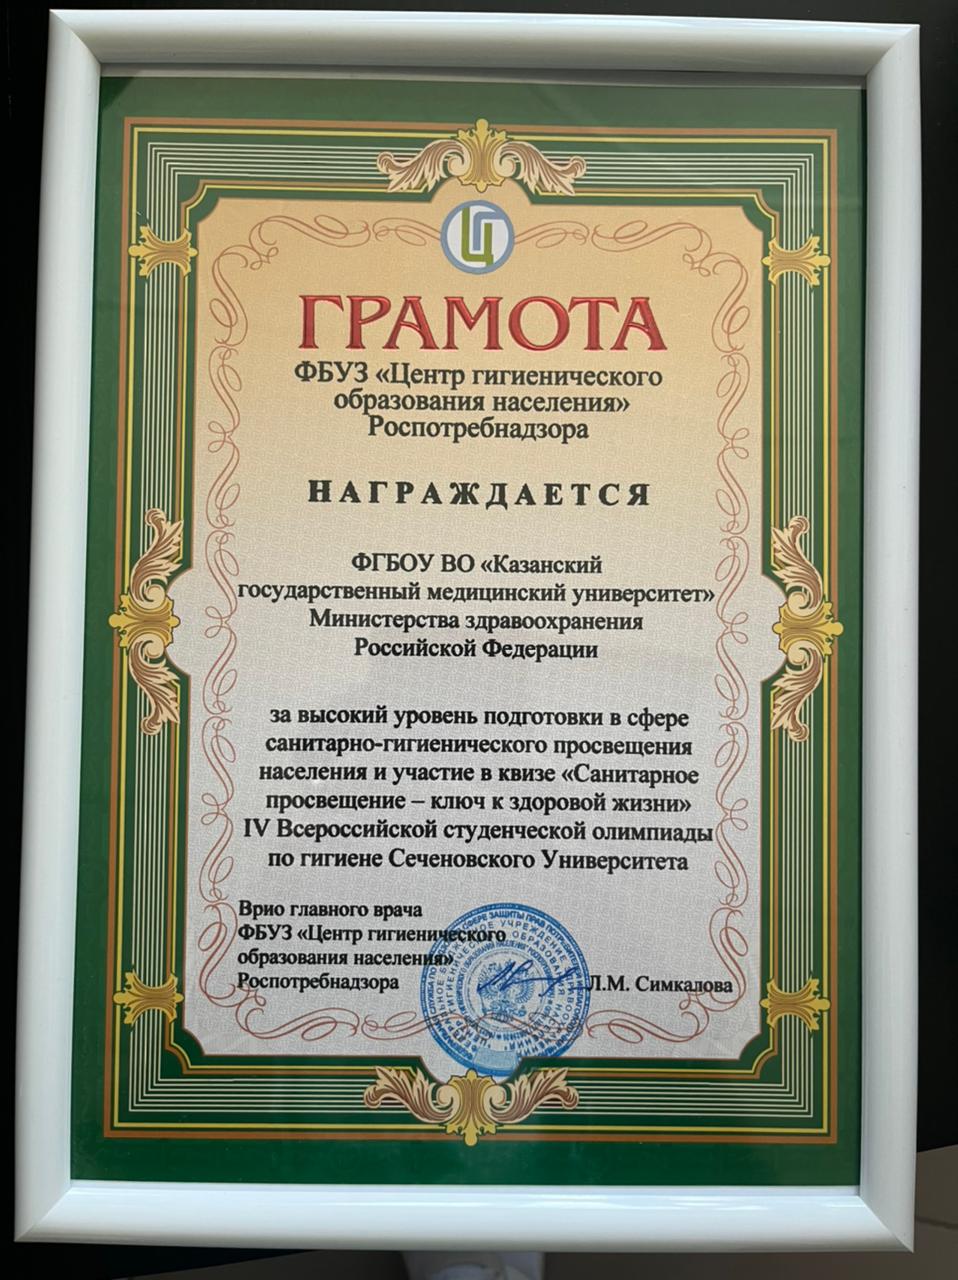 ЦГ
ГРАМОТА
ФБУЗ «Центр гигиенического
образования населения»
Роспотребнадзора
НАГРАЖДАЕТСЯ
ФГБОУ ВО «Казанский
государственный медицинский университет»
Министерства здравоохранения
Российской Федерации
за высокий уровень подготовки в сфере
санитарно-гигиенического просвещения
населения и участие в квизе «Санитарное
просвещение – ключ к здоровой жизни»
IV Всероссийской студенческой олимпиады
по гигиене Сеченовского Университета
Врио главного врача
ФБУЗ «Центр гигиенического
образования населения»
Роспотребнадзора
Л.М. Симкалова